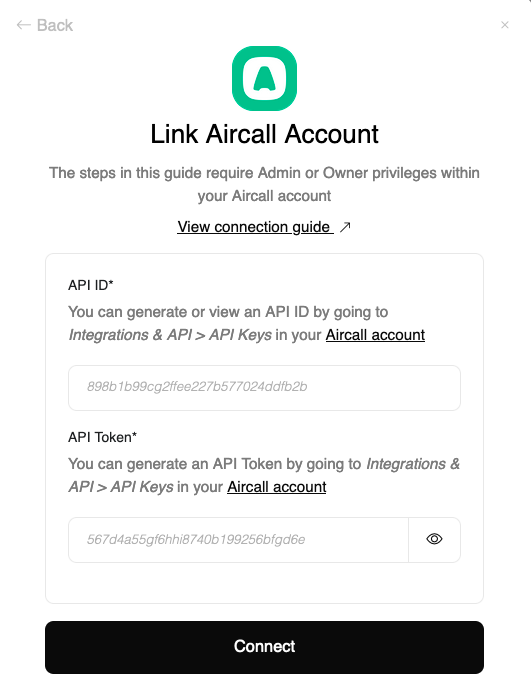 ← Back ×
Link Aircall Account
The steps in this guide require Admin or Owner privileges within
your Aircall account
View connection guide ↗
API ID*
You can generate or view an API ID by going to
Integrations & API > API Keys in your Aircall account
898b1b99cg2ffee227b577024ddfb2b
API Token*
You can generate an API Token by going to Integrations &
API > API Keys in your Aircall account
567d4a55gf6hhi8740b199256bfgd6e
Connect